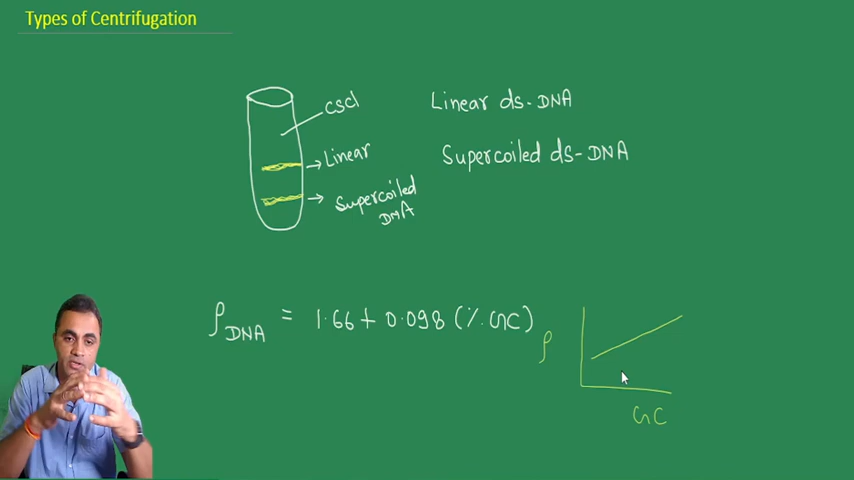 Types of Centrifugation
CSCl
Linear ds-DNA
Linear
Supercoiled ds-DNA
Supercoiled
DNA
ρDNA = 1.66 + 0.098 (%GC)
ρ
GC